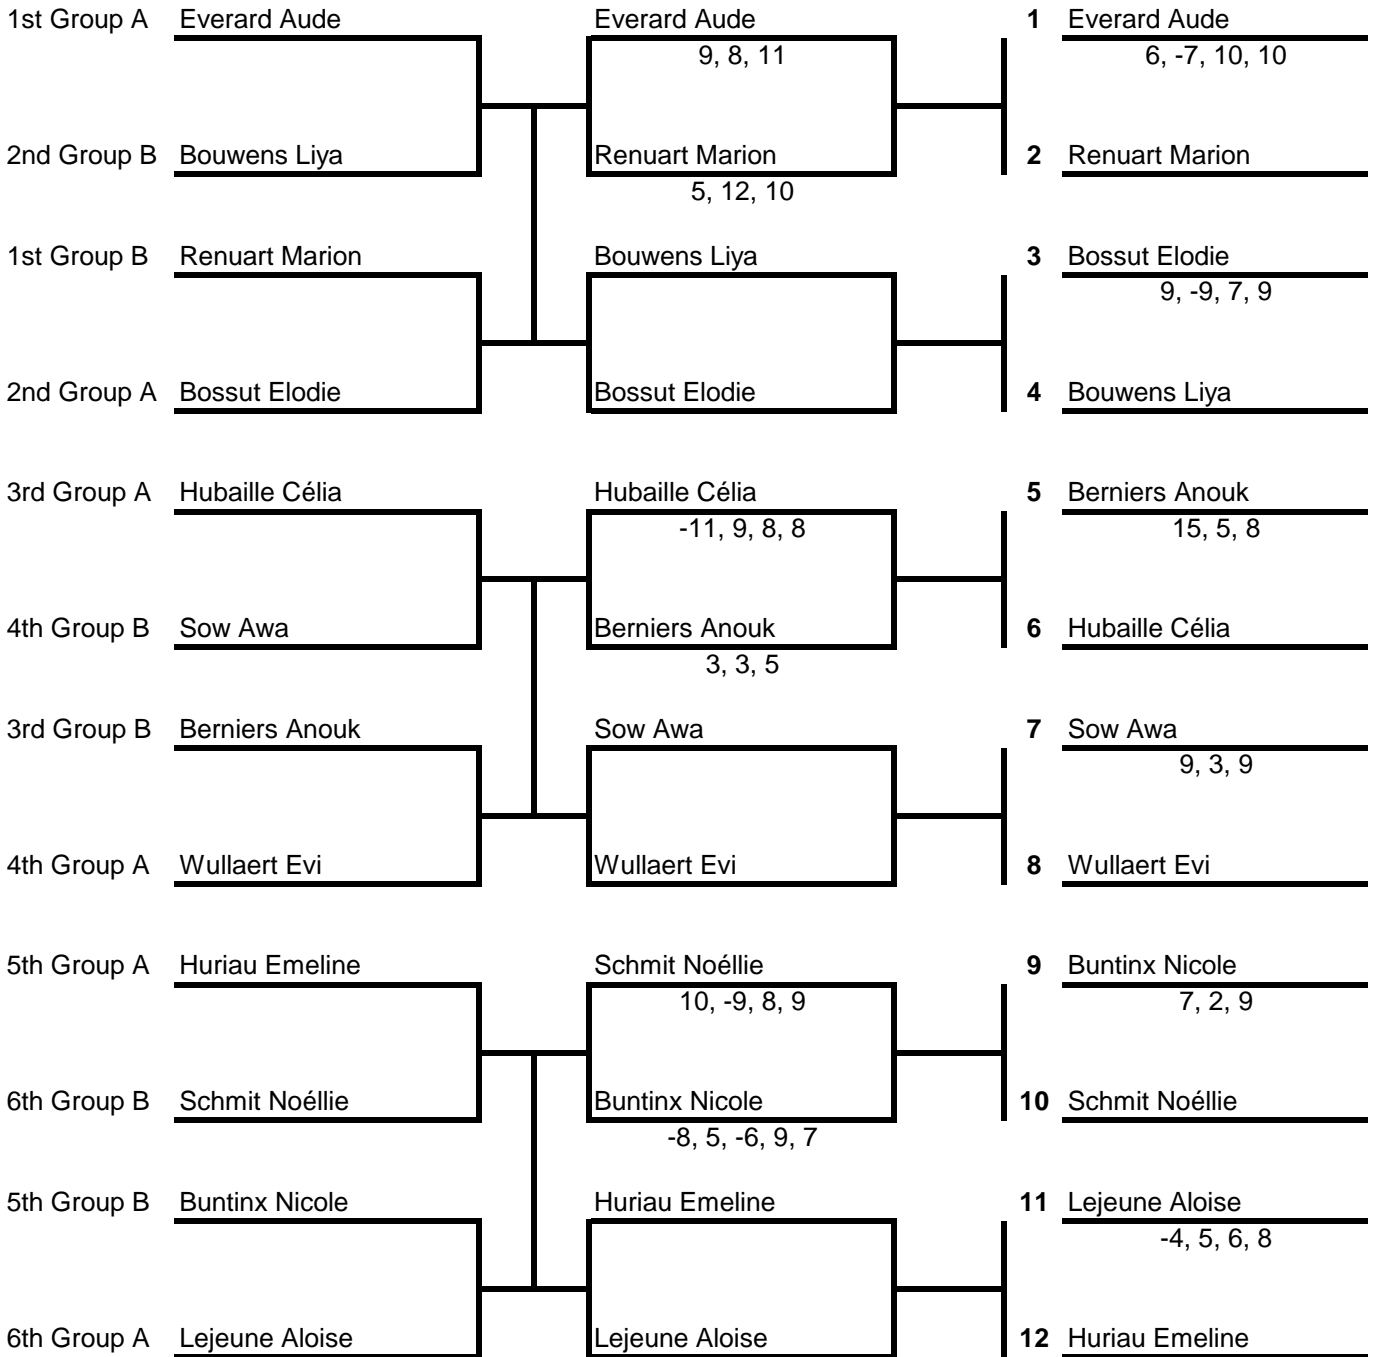 1st Group A Everard Aude Everard Aude 1 Everard Aude
9, 8, 11 6, -7, 10, 10
2nd Group B Bouwens Liya Renuart Marion 2 Renuart Marion
5, 12, 10
1st Group B Renuart Marion Bouwens Liya 3 Bossut Elodie
9, -9, 7, 9
2nd Group A Bossut Elodie Bossut Elodie 4 Bouwens Liya
3rd Group A Hubaille Célia Hubaille Célia 5 Berniers Anouk
-11, 9, 8, 8 15, 5, 8
4th Group B Sow Awa Berniers Anouk 6 Hubaille Célia
3, 3, 5
3rd Group B Berniers Anouk Sow Awa 7 Sow Awa
9, 3, 9
4th Group A Wullaert Evi Wullaert Evi 8 Wullaert Evi
5th Group A Huriau Emeline Schmit Noéllie 9 Buntinx Nicole
10, -9, 8, 9 7, 2, 9
6th Group B Schmit Noéllie Buntinx Nicole 10 Schmit Noéllie
-8, 5, -6, 9, 7
5th Group B Buntinx Nicole Huriau Emeline 11 Lejeune Aloise
-4, 5, 6, 8
6th Group A Lejeune Aloise Lejeune Aloise 12 Huriau Emeline